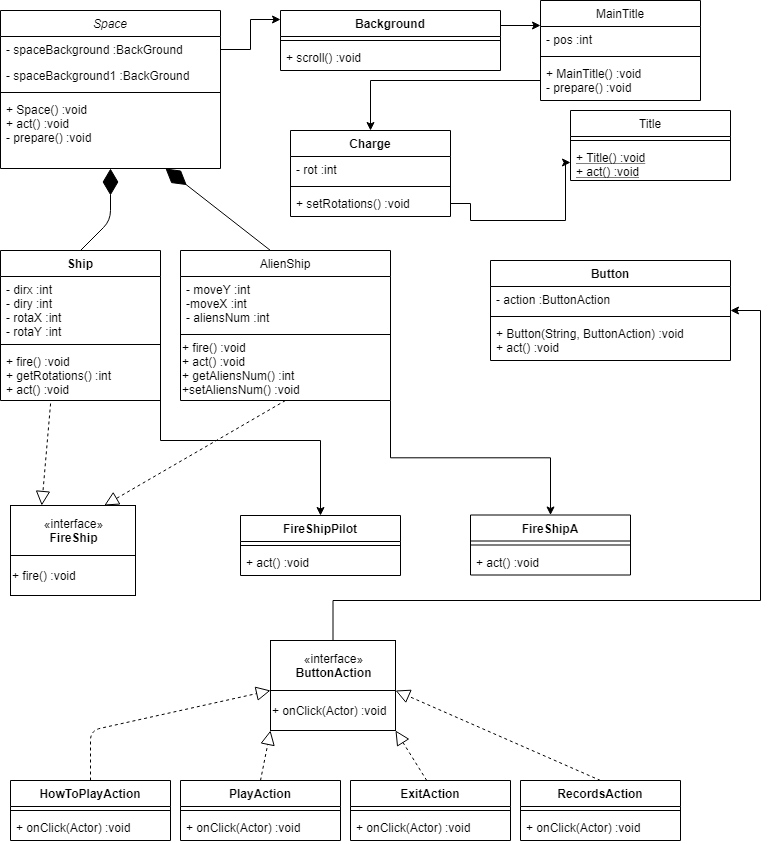 Space
- spaceBackground :BackGround
- spaceBackground1 :BackGround
+ Space() :void
+ act() :void
- prepare() :void
Background
+ scroll() :void
MainTitle
- pos :int
+ MainTitle() :void
- prepare() :void
Charge
- rot :int
+ setRotations() :void
Title
+ Title() :void
+ act() :void
Ship
- dirx :int
- diry :int
- rotaX :int
- rotaY :int
+ fire() :void
+ getRotations() :int
+ act() :void
AlienShip
- moveY :int
-moveX :int
- aliensNum :int
+ fire() :void
+ act() :void
+ getAliensNum() :int
+setAliensNum() :void
Button
- action :ButtonAction
+ Button(String, ButtonAction) :void
+ act() :void
«interface»
FireShip
+ fire() :void
FireShipPilot
+ act() :void
FireShipA
+ act() :void
«interface»
ButtonAction
+ onClick(Actor) :void
HowToPlayAction
+ onClick(Actor) :void
PlayAction
+ onClick(Actor) :void
ExitAction
+ onClick(Actor) :void
RecordsAction
+ onClick(Actor) :void